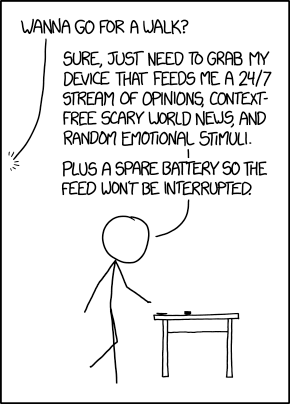 WANNA GO FOR A WALK?
SURE, JUST NEED TO GRAB MY
DEVICE THAT FEEDS ME A 24/7
STREAM OF OPINIONS, CONTEXT-
FREE SCARY WORLD NEWS, AND
RANDOM EMOTIONAL STIMULI.
PLUS A SPARE BATTERY SO THE
FEED WON'T BE INTERRUPTED.